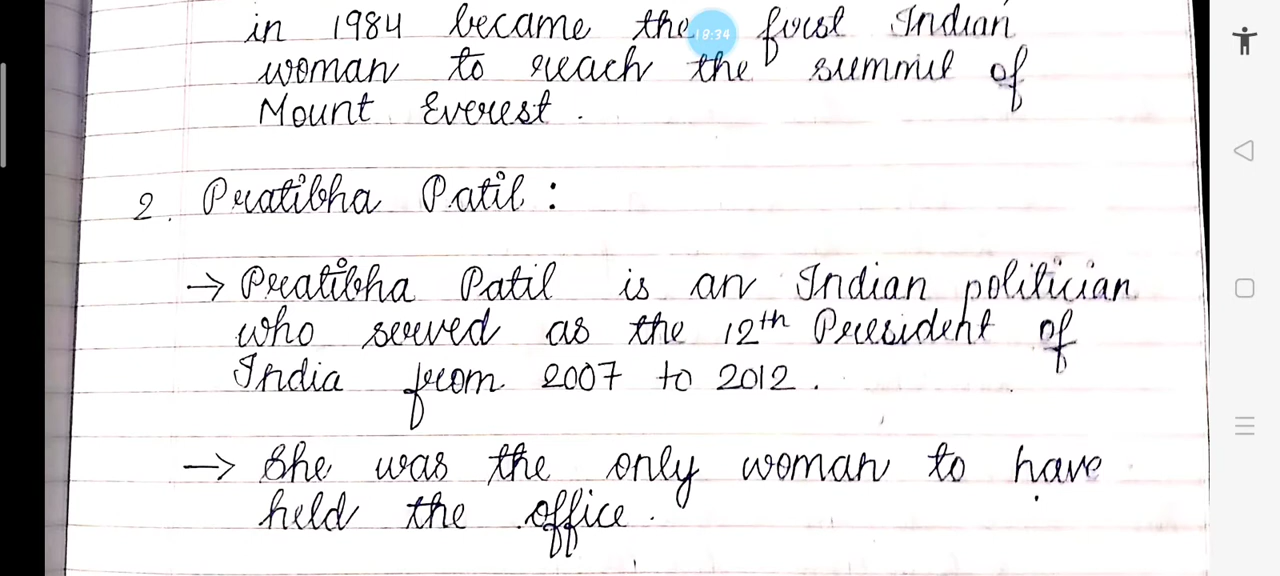 in 1984 became the first Indian
18:34
woman to reach the summit of
Mount Everest.
2. Pratibha Patil :
→ Pratibha Patil is an Indian politician
who served as the 12th President of
India from 2007 to 2012.
→ She was the only woman to have
held the office.